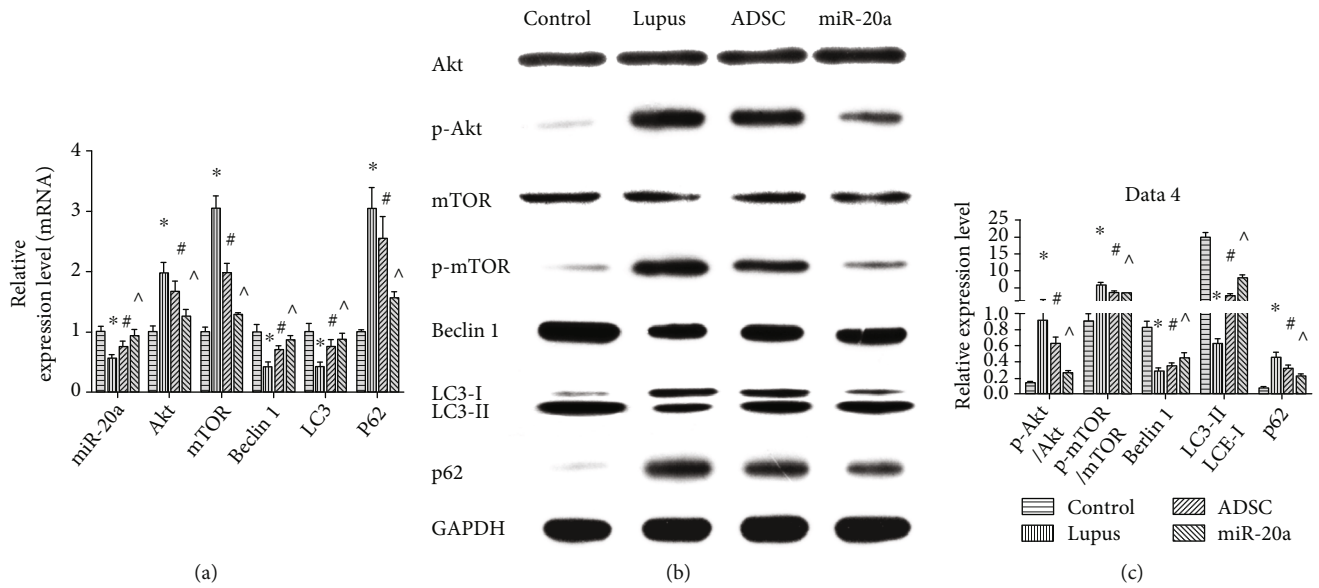 Relative
expression level (mRNA)
4
3
2
1
0
* # ^
* # ^
* # ^
* # ^
* # ^
* # ^
miR-20a
Akt
mTOR
Beclin 1
LC3
P62
(a)
Control Lupus ADSC miR-20a
Akt
p-Akt
mTOR
p-mTOR
Beclin 1
LC3-I
LC3-II
p62
GAPDH
(b)
Data 4
Relative expression level
25
20
15
10
5
0
1.0
0.8
0.6
0.4
0.2
0.0
* # ^
* # ^
* # ^
* # ^
* # ^
p-Akt
/Akt
p-mTOR
/mTOR
Berlin 1
LC3-II
LCE-I
p62
Control
Lupus
ADSC
miR-20a
(c)